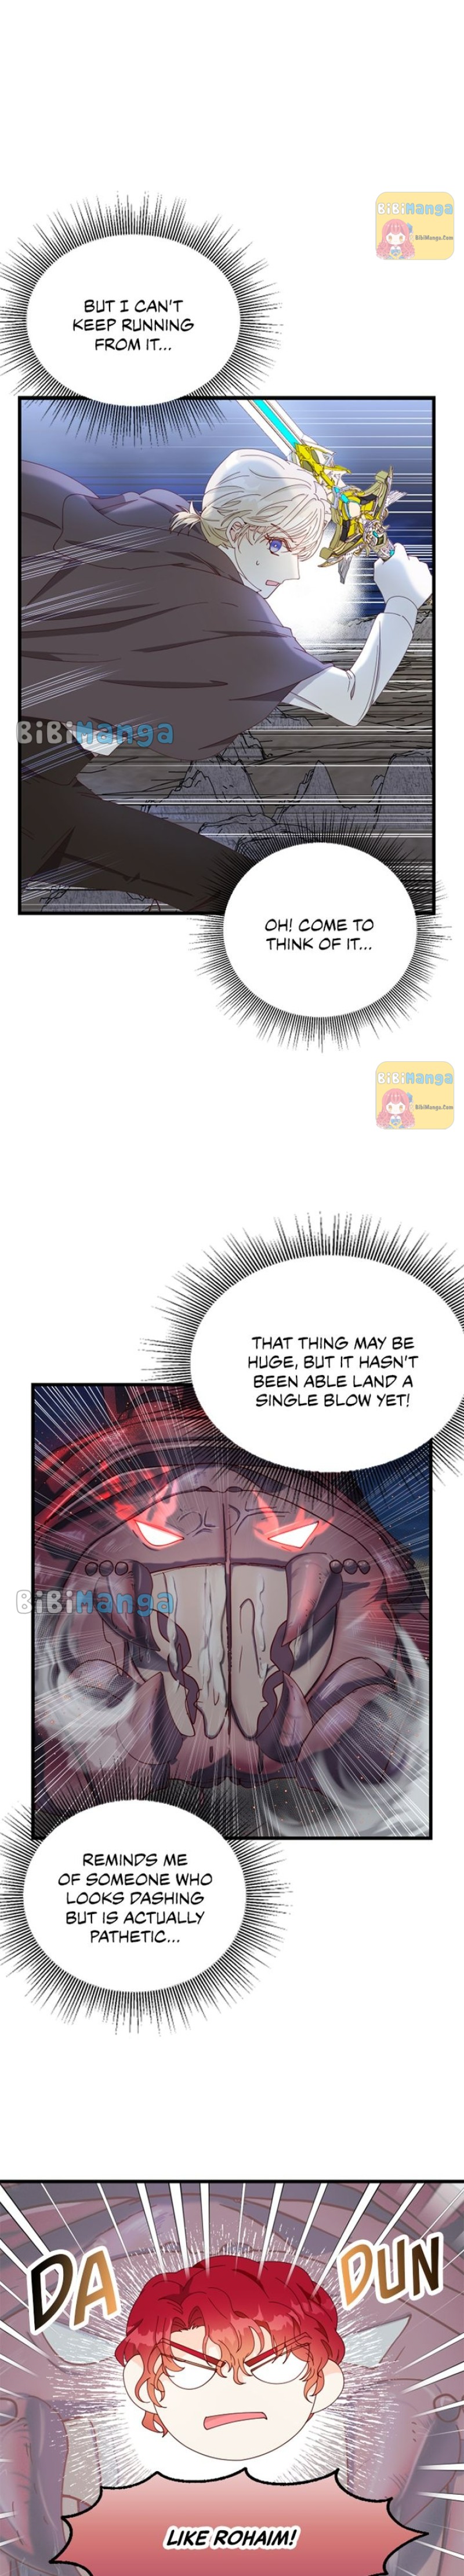 BiBiManga
BibiManga.Com
BUT I CAN'T
KEEP RUNNING
FROM IT...
BiBiManga
OH! COME TO
THINK OF IT...
BiBiManga
BibiManga.Com
THAT THING MAY BE
HUGE, BUT IT HASN'T
BEEN ABLE LAND A
SINGLE BLOW YET!
BiBiManga
REMINDS ME
OF SOMEONE WHO
LOOKS DASHING
BUT IS ACTUALLY
PATHETIC...
DA DUN
LIKE ROHAIM!